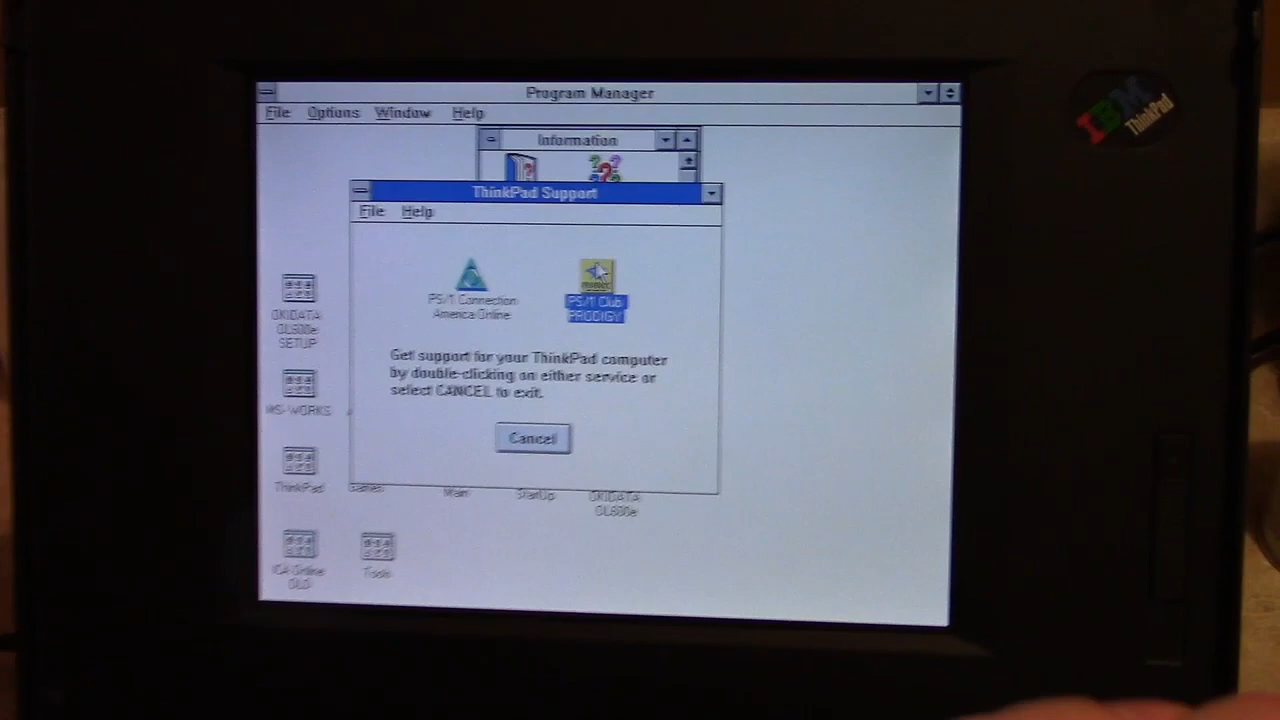 Program Manager
File Options Window Help
IBM
ThinkPad
Information
ThinkPad Support
File Help
PS/1 Connection
America Online
PS/1 Club
PRODIGY
OKIDATA
OL600e
SETUP
Get support for your ThinkPad computer
by double-clicking on either service or
select CANCEL to exit.
MS-WORKS
Cancel
ThinkPad
Games
Main
StartUp
OKIDATA
OL600e
Tools